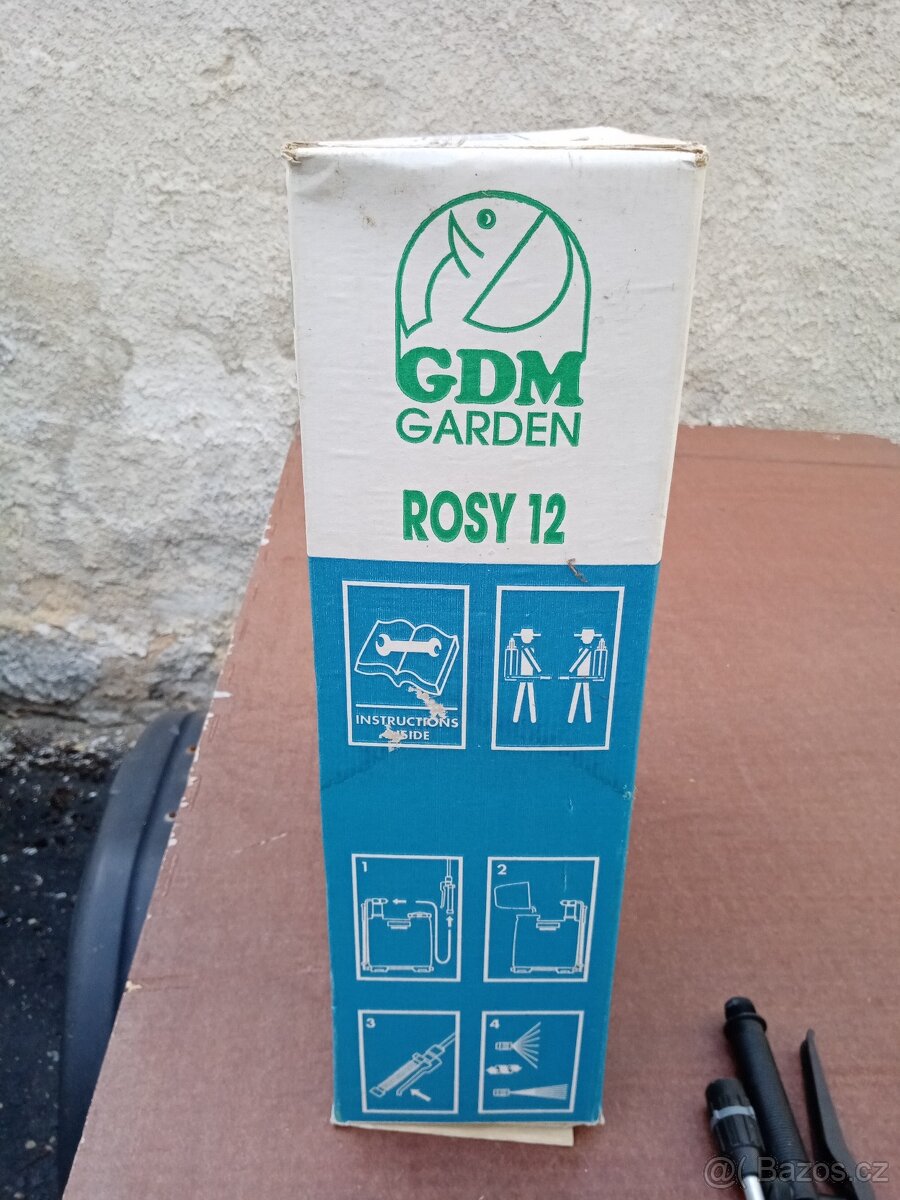 GDM
GARDEN
ROSY 12
INSTRUCTIONS
1
2
3
4
@( Bazos.cz